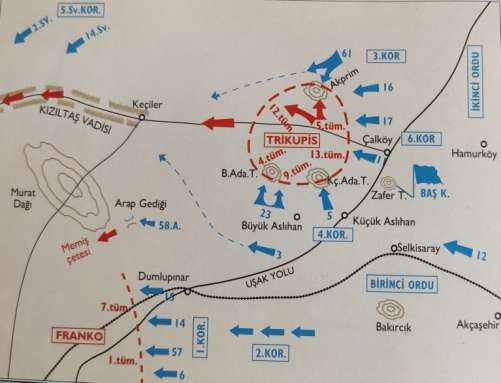 5.Sv.KOR.
2.SV.
14.Sv.
61
3.KOR
Akprim
16
İKİNCİ ORDU
KIZILTAŞ VADİSİ
Keçiler
12.tüm.
5.tüm.
17
TRİKUPİS
Çalköy
6.KOR
4.tüm.
13.tüm.
1
Hamurköy
B.Ada.T.
9.tüm.
Kç.Ada.T.
Zafer T.
BAŞ K.
Murat
Dağı
Arap Gediği
58.A.
23
5
Büyük Aslıhan
Küçük Aslıhan
4.KOR.
Memiş
çetesi
3
Selkisaray
12
UŞAK YOLU
Dumlupınar
15
BİRİNCİ ORDU
7.tüm.
14
1.KOR.
Bakırcık
Akçaşehir
FRANKO
1.tüm.
57
2.KOR.
6